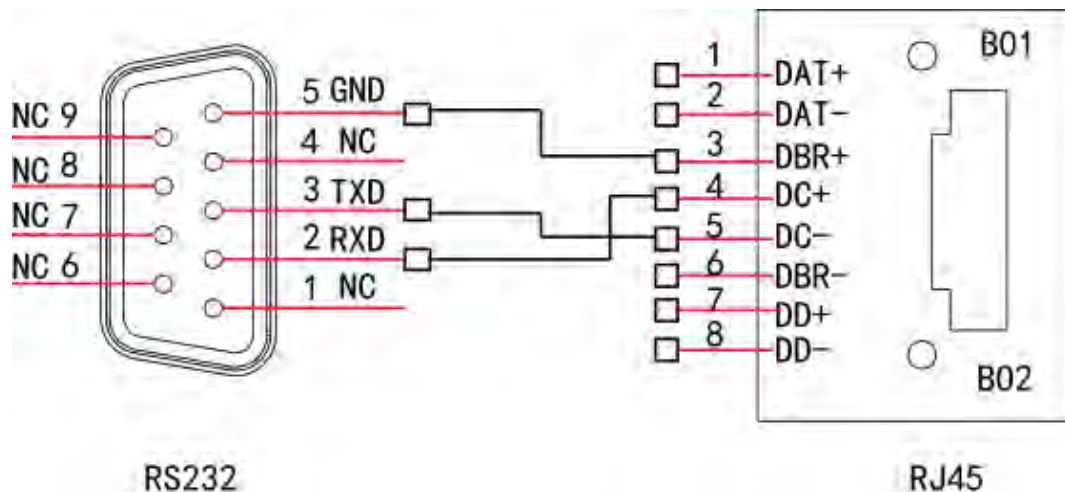 NC 9
NC 8
NC 7
NC 6
5 GND
4 NC
3 TXD
2 RXD
1 NC
RS232
1 DAT+
2 DAT-
3 DBR+
4 DC+
5 DC-
6 DBR-
7 DD+
8 DD-
B01
B02
RJ45